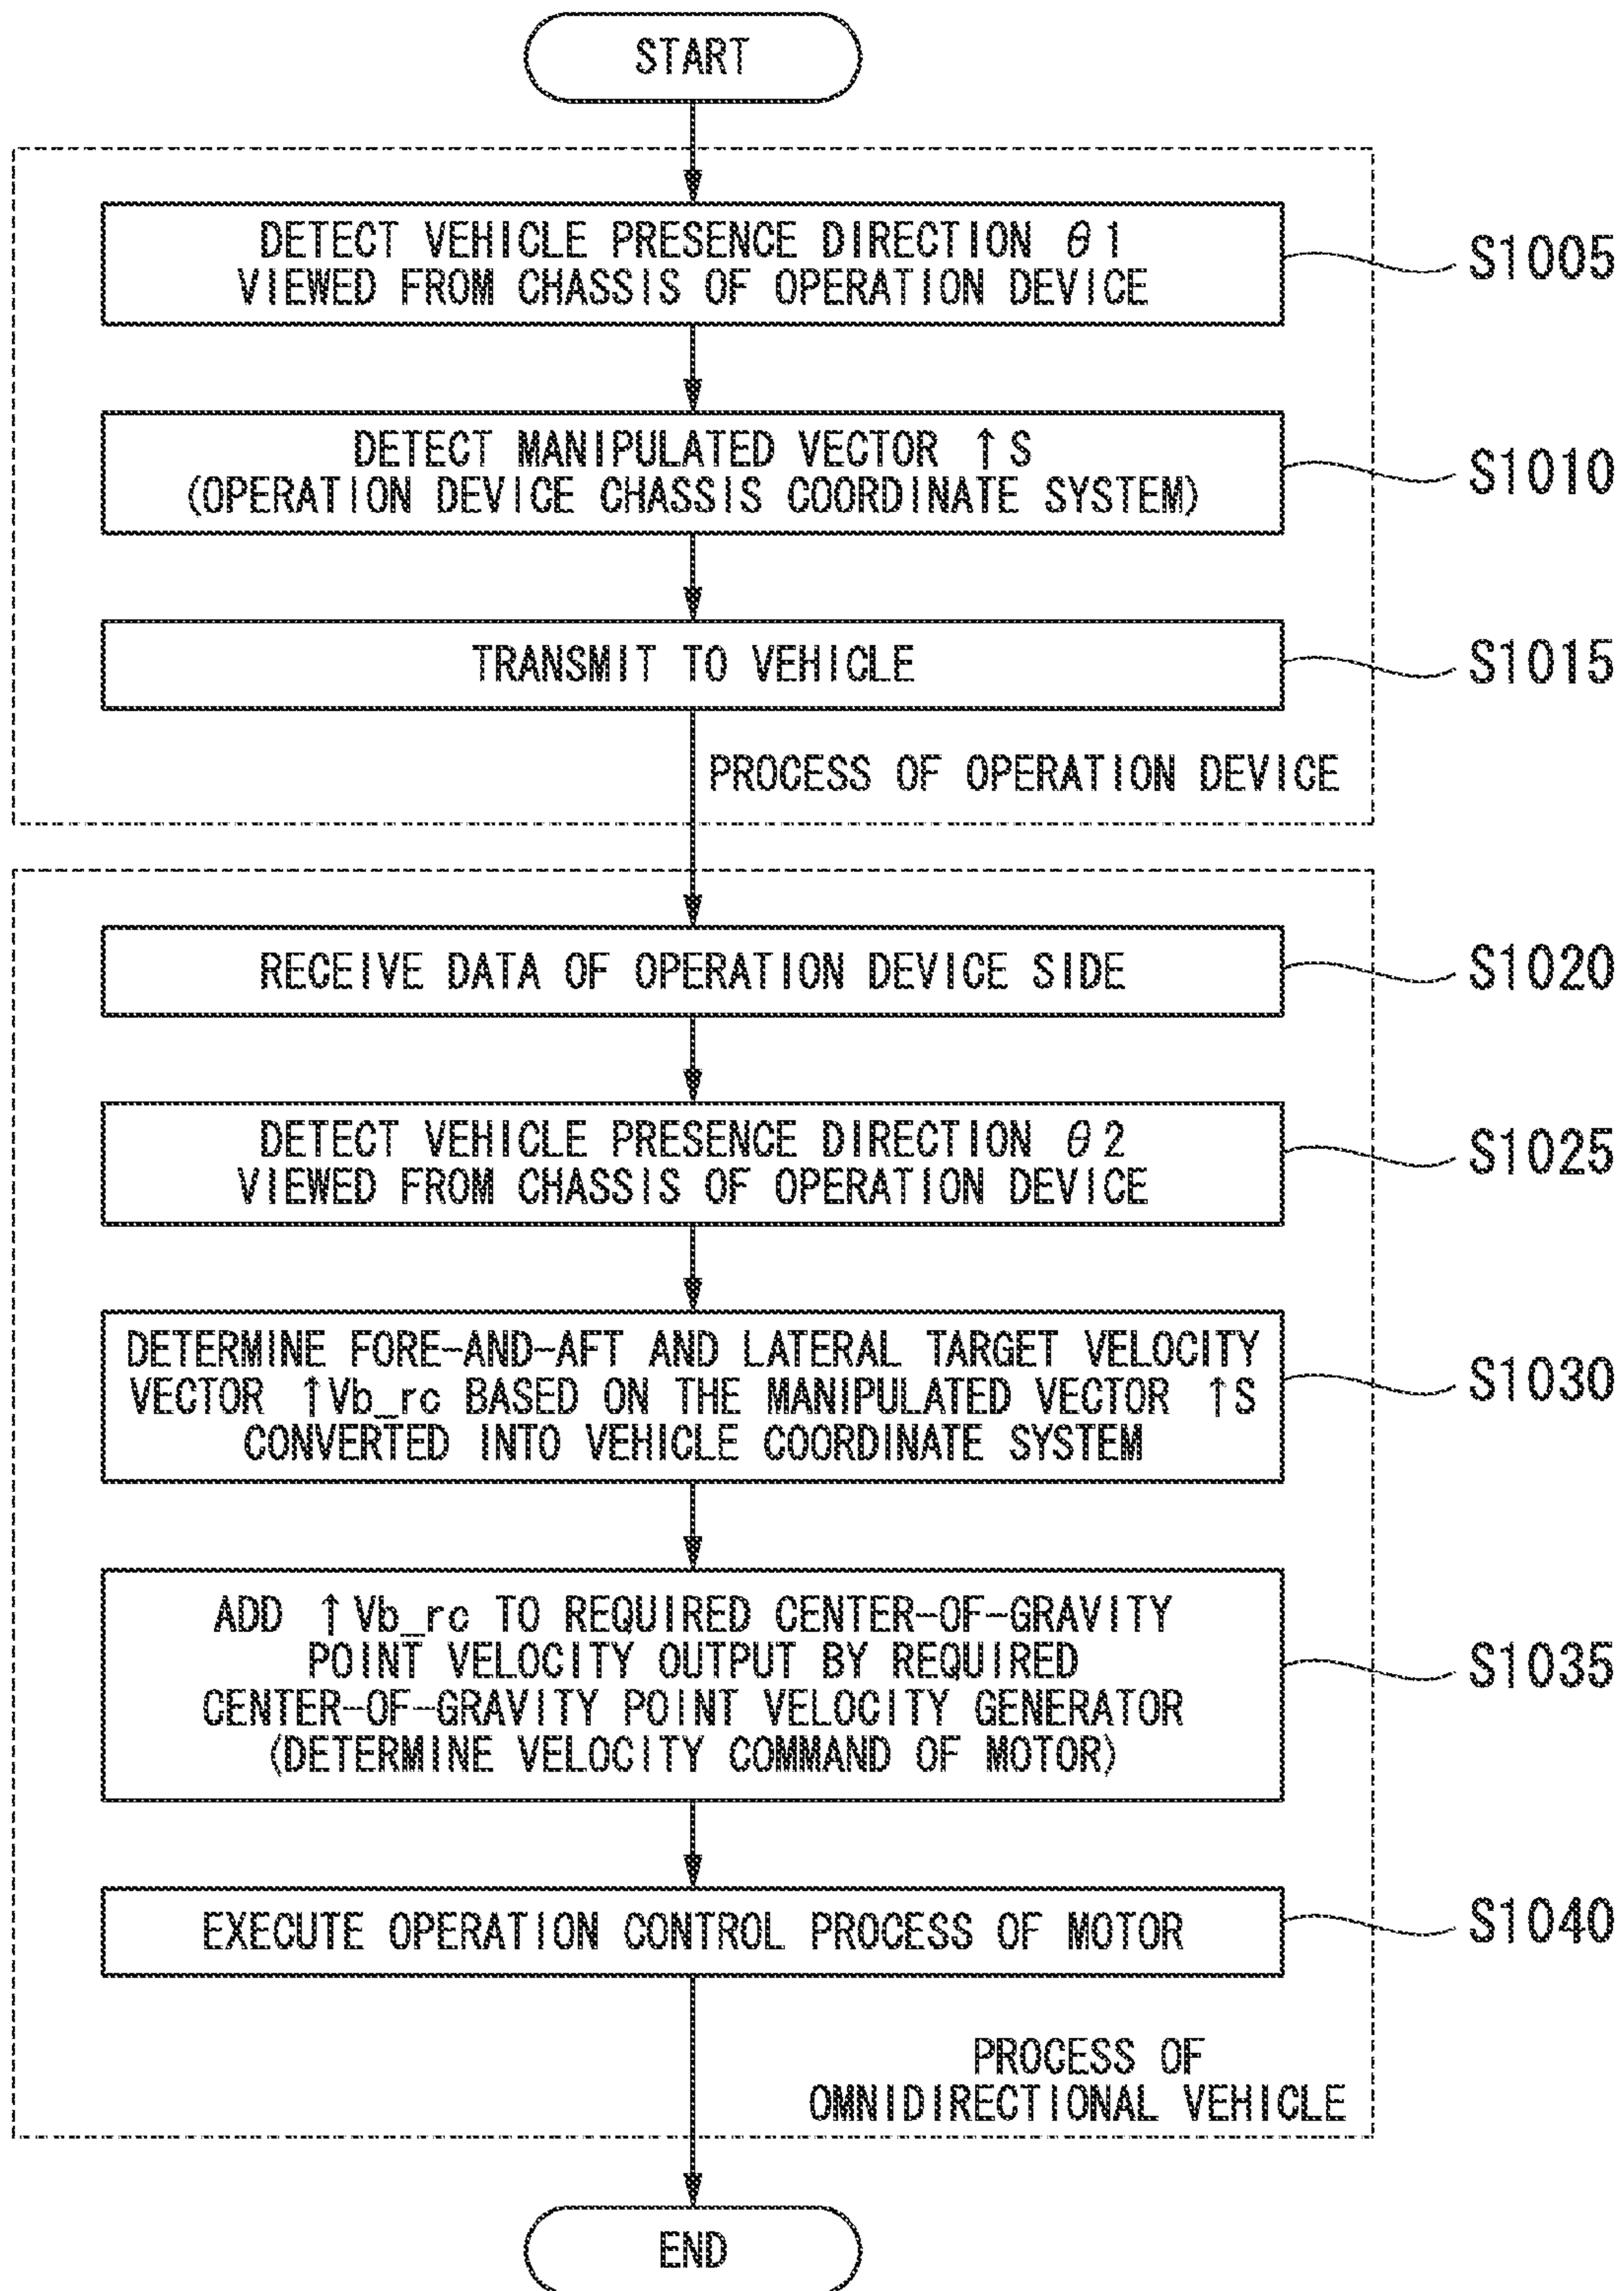 START
DETECT VEHICLE PRESENCE DIRECTION θ1
VIEWED FROM CHASSIS OF OPERATION DEVICE
S1005
DETECT MANIPULATED VECTOR ↑S
(OPERATION DEVICE CHASSIS COORDINATE SYSTEM)
S1010
TRANSMIT TO VEHICLE
S1015
PROCESS OF OPERATION DEVICE
RECEIVE DATA OF OPERATION DEVICE SIDE
S1020
DETECT VEHICLE PRESENCE DIRECTION θ2
VIEWED FROM CHASSIS OF OPERATION DEVICE
S1025
DETERMINE FORE-AND-AFT AND LATERAL TARGET VELOCITY
VECTOR ↑Vb_rc BASED ON THE MANIPULATED VECTOR ↑S
CONVERTED INTO VEHICLE COORDINATE SYSTEM
S1030
ADD ↑Vb_rc TO REQUIRED CENTER-OF-GRAVITY
POINT VELOCITY OUTPUT BY REQUIRED
CENTER-OF-GRAVITY POINT VELOCITY GENERATOR
(DETERMINE VELOCITY COMMAND OF MOTOR)
S1035
EXECUTE OPERATION CONTROL PROCESS OF MOTOR
S1040
PROCESS OF
OMNIDIRECTIONAL VEHICLE
END